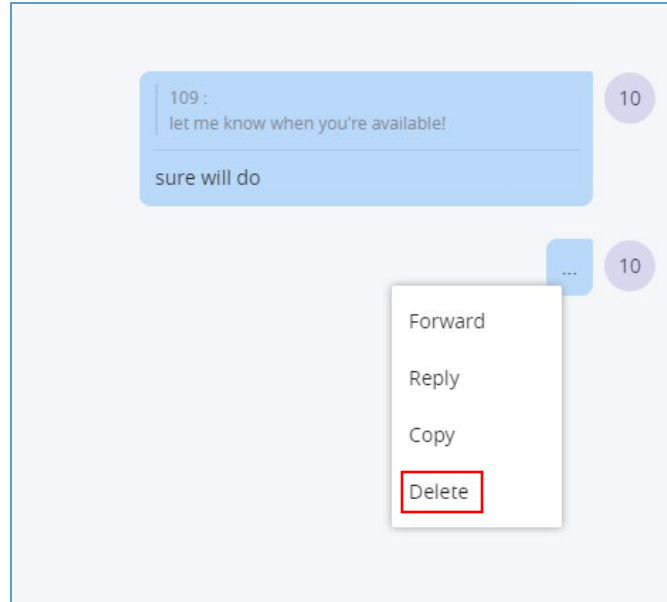 109 :
let me know when you're available!
10
sure will do
...
10
Forward
Reply
Copy
Delete